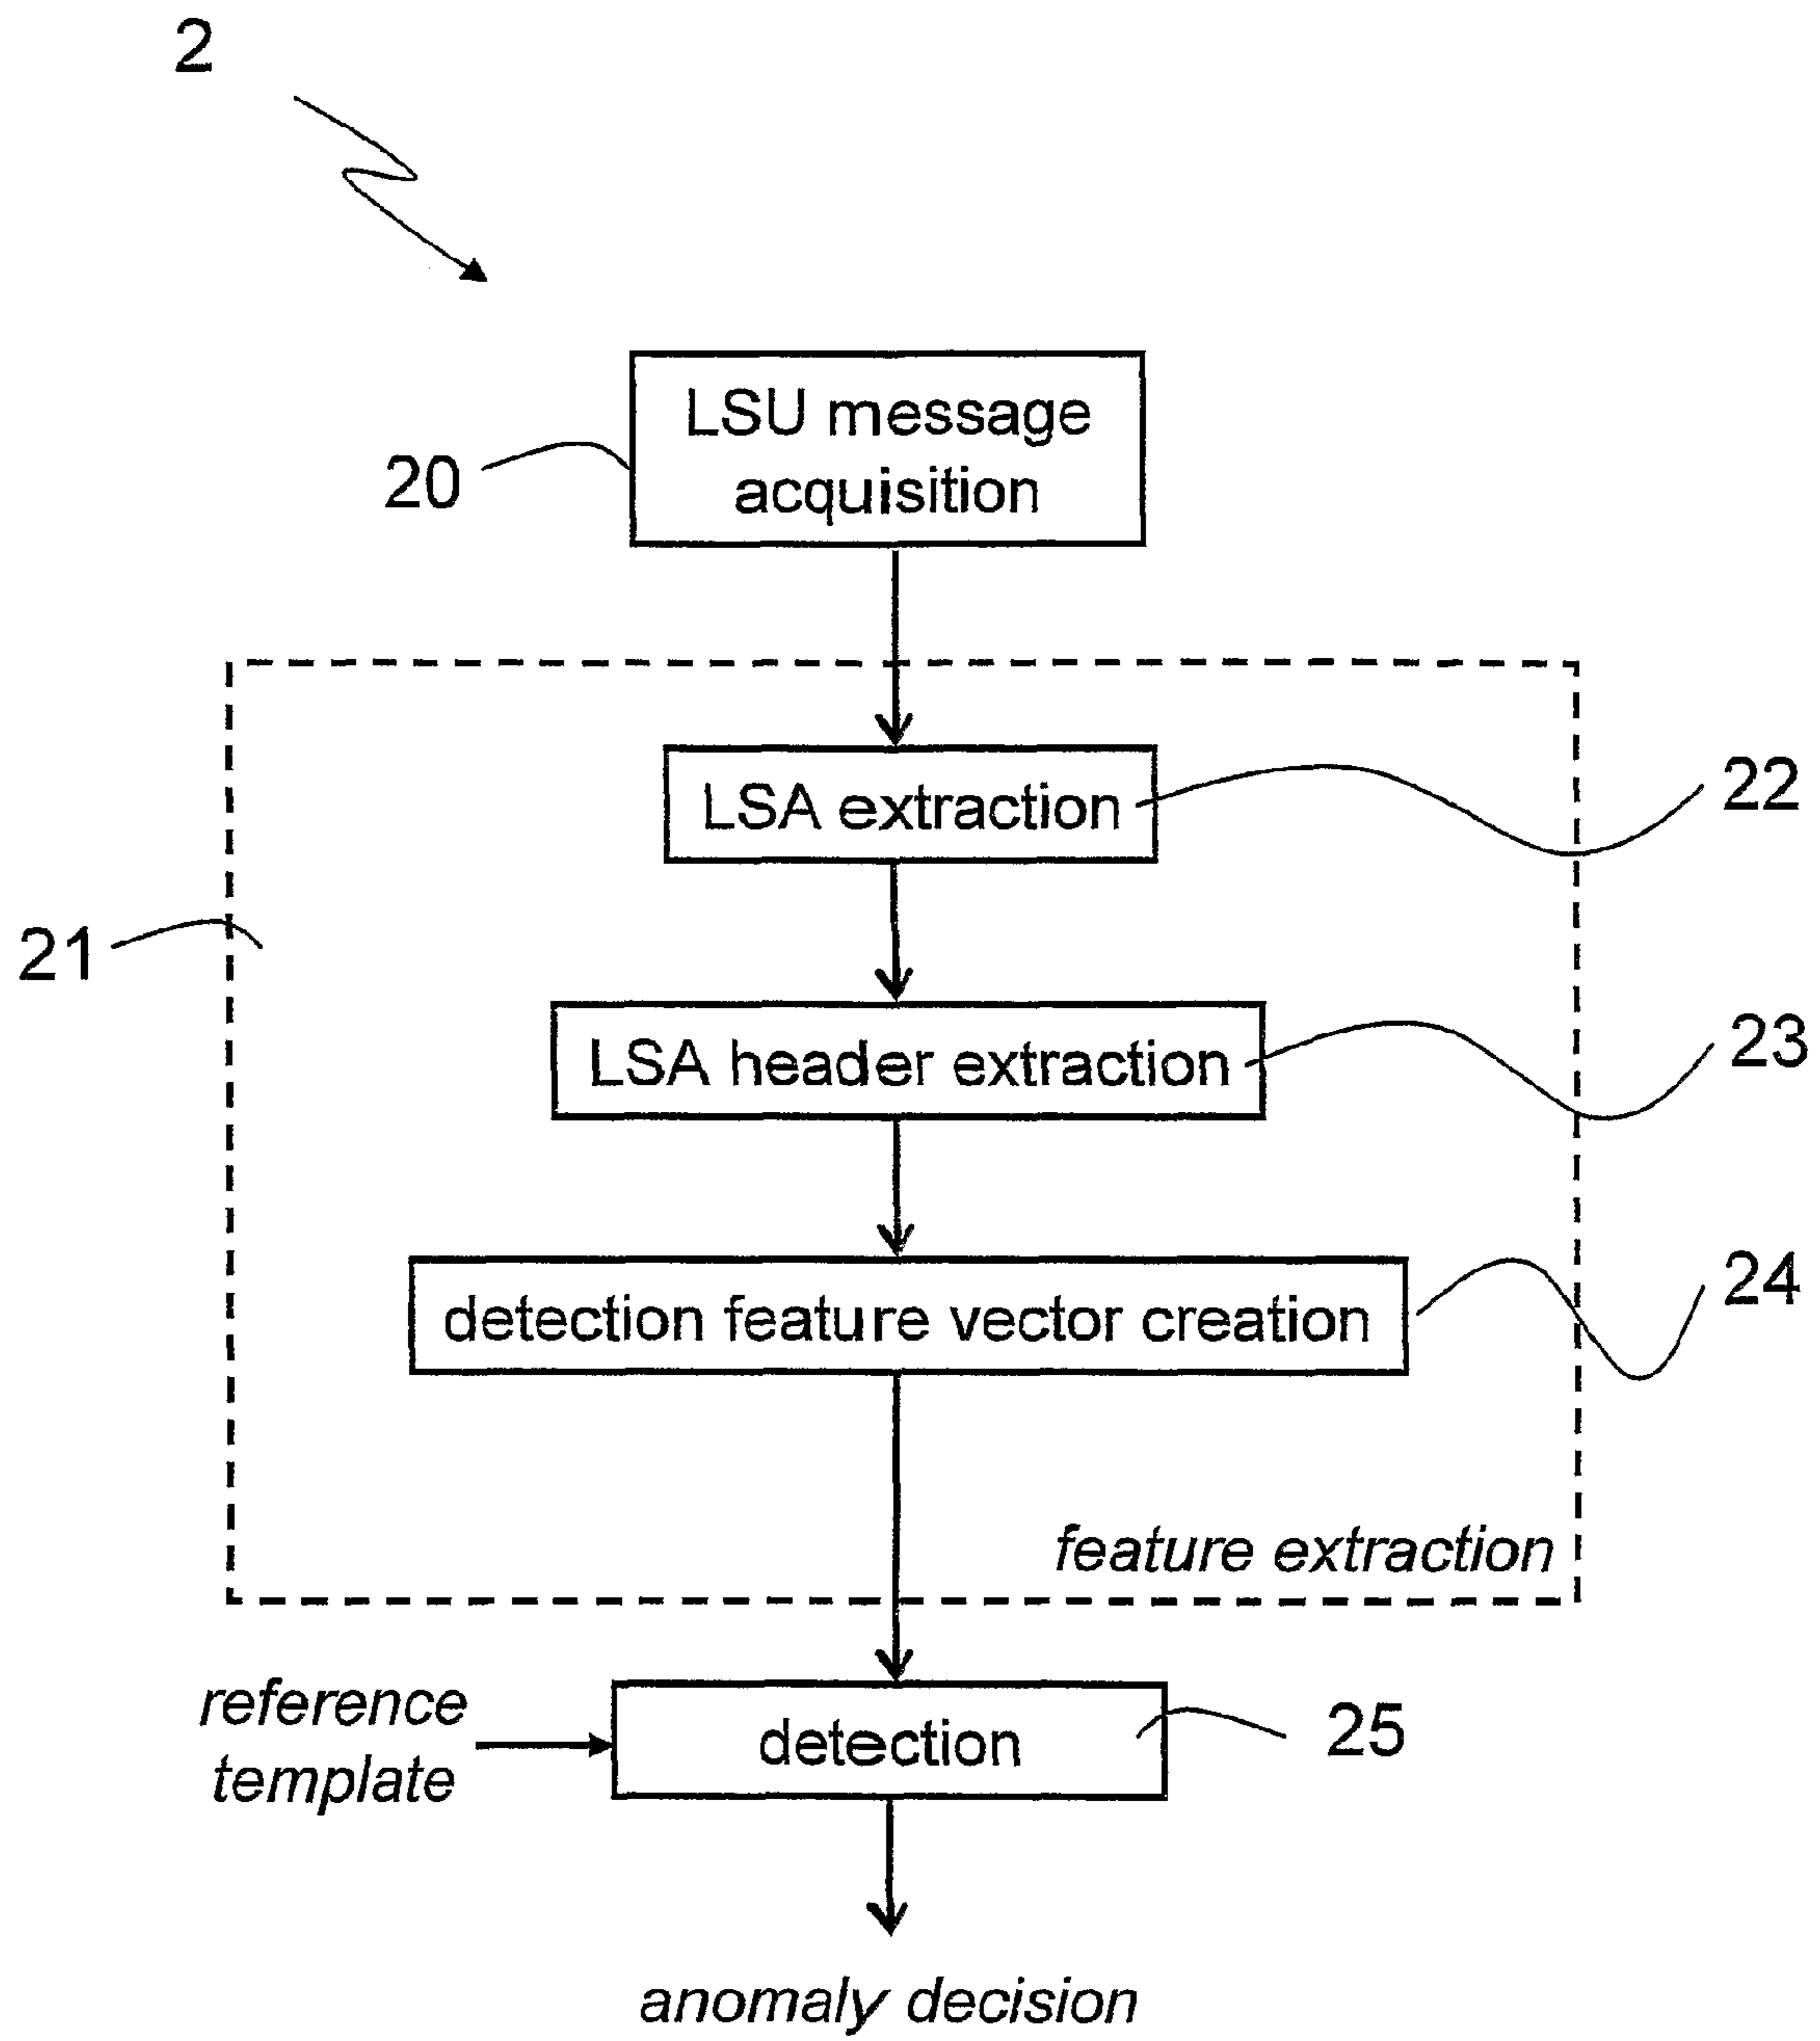 2
LSU message
acquisition
20
LSA extraction
22
21
LSA header extraction
23
detection feature vector creation
24
feature extraction
reference
template
detection
25
anomaly decision